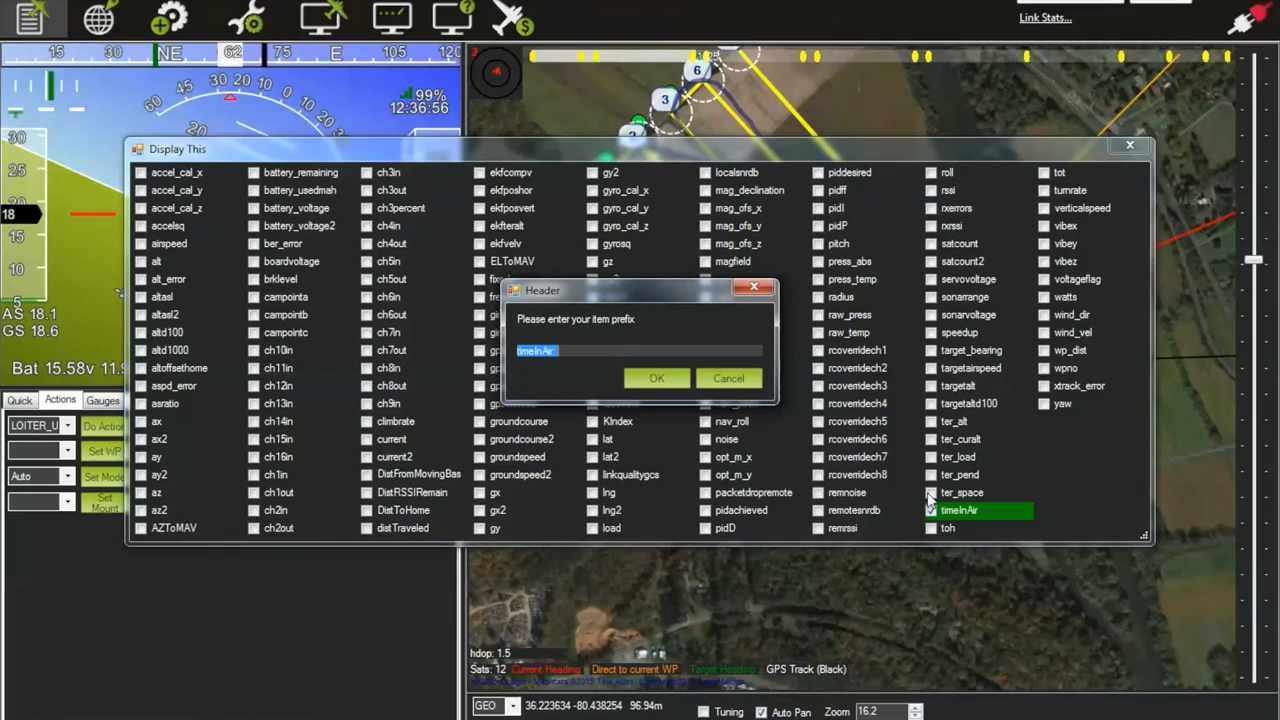 Link Stats...
15 30 NE 62 75 E 105 120
60 45 30 20 10 0 10 20 30 45 60
20
99%
12:36:56
30
25
18
15
10
5
AS 18.1
GS 18.6
Bat 15.58v 11.9
Quick Actions Gauges
LOITER_U Do Action
Set WP
Auto Set Mode
Set Mount
6
3
2
Display This
accel_cal_x battery_remaining ch3in ekfcompv gy2 localsnrdb piddesired roll tot
accel_cal_y battery_usedmah ch3out ekfposhor gyro_cal_x mag_declination pidff rssi turnrate
accel_cal_z battery_voltage ch3percent ekfposvert gyro_cal_y mag_ofs_x pidI rxerrors verticalspeed
accelsq battery_voltage2 ch4in ekfteralt gyro_cal_z mag_ofs_y pidP rxrssi vibex
airspeed ber_error ch4out ekfvelv gyrosq mag_ofs_z pitch satcount vibey
alt boardvoltage ch5in ELToMAV gz magfield press_abs satcount2 vibez
alt_error brklevel ch5out press_temp servovoltage voltageflag
altasl campointa ch6in radius sonarrange watts
altasl2 campointb ch6out raw_press sonarvoltage wind_dir
altd100 campointc ch7in raw_temp speedup wind_vel
altd1000 ch10in ch7out rcoverridech1 target_bearing wp_dist
altoffsethome ch11in ch8in rcoverridech2 targetairspeed wpno
aspd_error ch12in ch8out rcoverridech3 targetalt xtrack_error
asratio ch13in ch9in rcoverridech4 targetaltd100 yaw
ax ch14in climbrate groundcourse KIndex nav_roll rcoverridech5 ter_alt
ax2 ch15in current groundcourse2 lat noise rcoverridech6 ter_curalt
ay ch16in current2 groundspeed lat2 opt_m_x rcoverridech7 ter_load
ay2 ch1in DistFromMovingBas groundspeed2 linkqualitygcs opt_m_y rcoverridech8 ter_pend
az ch1out DistRSSIRemain gx lng packetdropremote remnoise ter_space
az2 ch2in DistToHome gx2 lng2 pidachieved remotesnrdb timeInAir
AZToMAV ch2out distTraveled gy load pidD remrssi toh
Header
Please enter your item prefix
timeInAir:
OK Cancel
hdop: 1.5
Sats: 12 Current Heading Direct to current WP Target Heading GPS Track (Black)
GEO 36.223634 -80.438254 96.94m Tuning Auto Pan Zoom 16.2